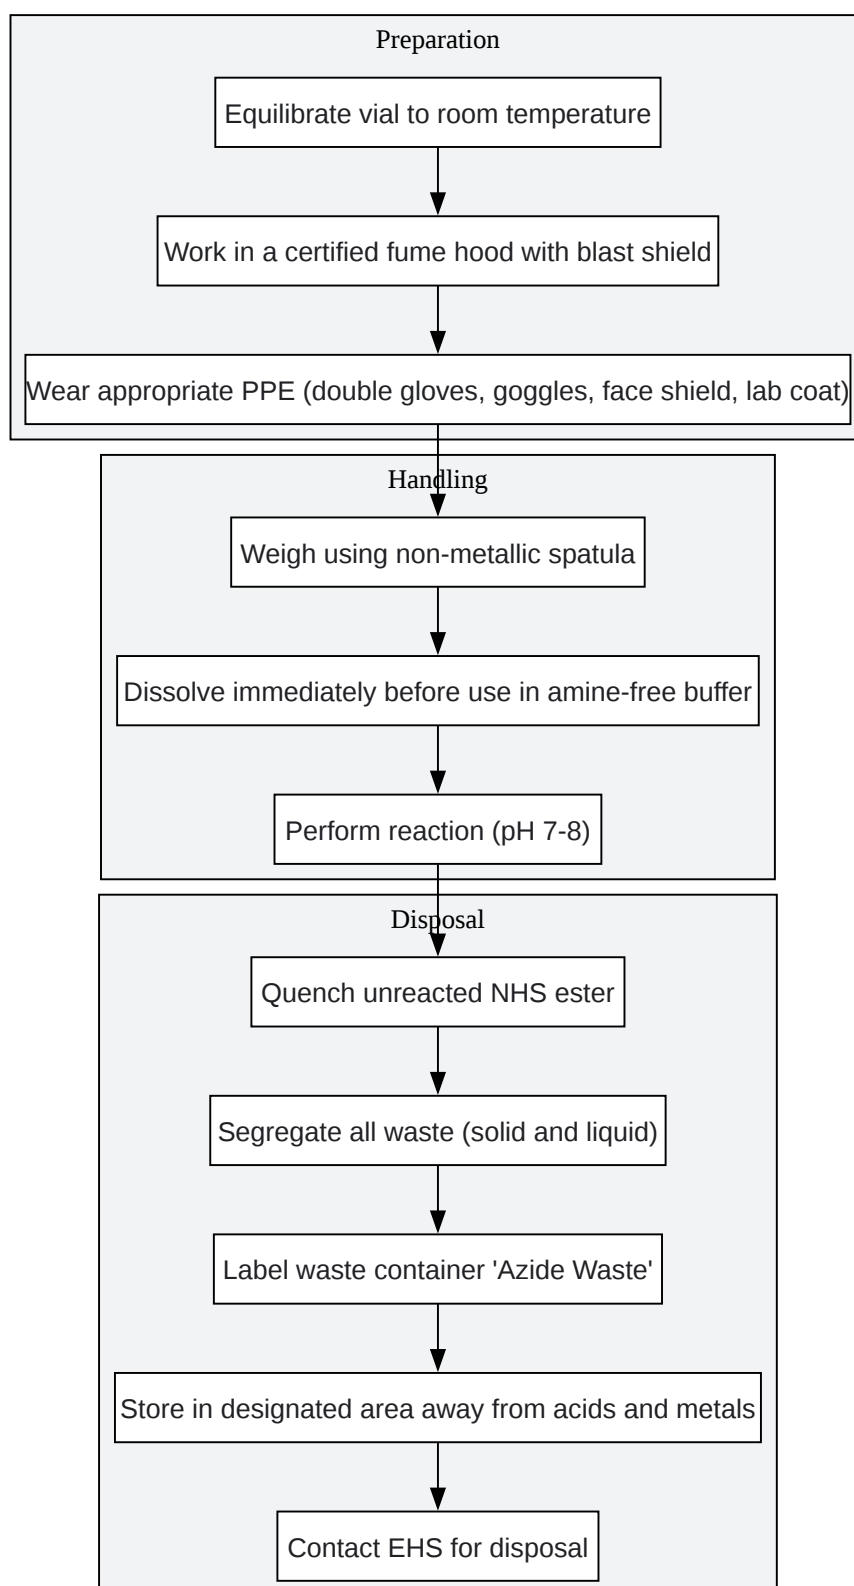 Preparation
Equilibrate vial to room temperature
Work in a certified fume hood with blast shield
Wear appropriate PPE (double gloves, goggles, face shield, lab coat)
Handling
Weigh using non-metallic spatula
Dissolve immediately before use in amine-free buffer
Perform reaction (pH 7-8)
Disposal
Quench unreacted NHS ester
Segregate all waste (solid and liquid)
Label waste container 'Azide Waste'
Store in designated area away from acids and metals
Contact EHS for disposal